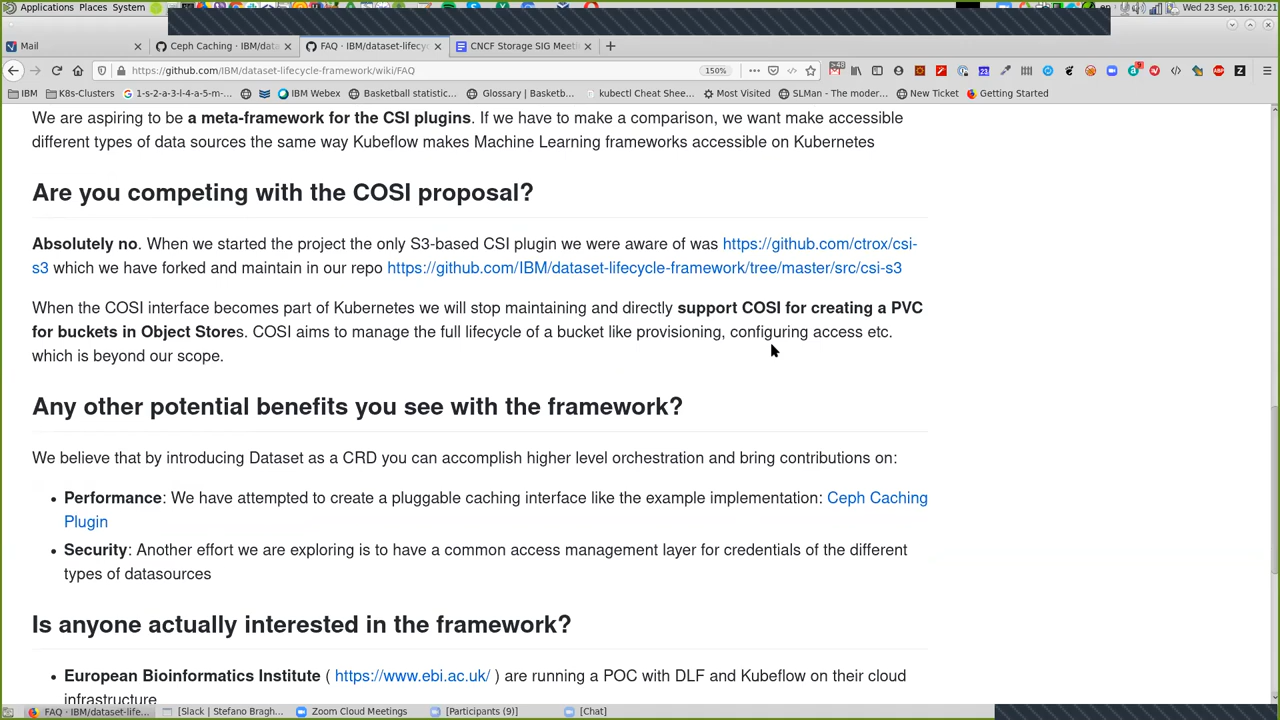 Applications Places System
Wed 23 Sep, 16:10:21
Mail
Ceph Caching · IBM/data
FAQ · IBM/dataset-lifecyc
CNCF Storage SIG Meeti
https://github.com/IBM/dataset-lifecycle-framework/wiki/FAQ
150%
IBM
K8s-Clusters
1-s-2-a-3-l-4-a-5-m-...
IBM Webex
Basketball statistic...
Glossary | Basketb...
kubectl Cheat Shee...
Most Visited
SLMan - The moder...
New Ticket
Getting Started
We are aspiring to be a meta-framework for the CSI plugins. If we have to make a comparison, we want make accessible
different types of data sources the same way Kubeflow makes Machine Learning frameworks accessible on Kubernetes
Are you competing with the COSI proposal?
Absolutely no. When we started the project the only S3-based CSI plugin we were aware of was https://github.com/ctrox/csi-
s3 which we have forked and maintain in our repo https://github.com/IBM/dataset-lifecycle-framework/tree/master/src/csi-s3
When the COSI interface becomes part of Kubernetes we will stop maintaining and directly support COSI for creating a PVC
for buckets in Object Stores. COSI aims to manage the full lifecycle of a bucket like provisioning, configuring access etc.
which is beyond our scope.
Any other potential benefits you see with the framework?
We believe that by introducing Dataset as a CRD you can accomplish higher level orchestration and bring contributions on:
• Performance: We have attempted to create a pluggable caching interface like the example implementation: Ceph Caching
Plugin
• Security: Another effort we are exploring is to have a common access management layer for credentials of the different
types of datasources
Is anyone actually interested in the framework?
• European Bioinformatics Institute ( https://www.ebi.ac.uk/ ) are running a POC with DLF and Kubeflow on their cloud
infrastructure
FAQ · IBM/dataset-life...
[Slack | Stefano Bragh...
Zoom Cloud Meetings
[Participants (9)]
[Chat]